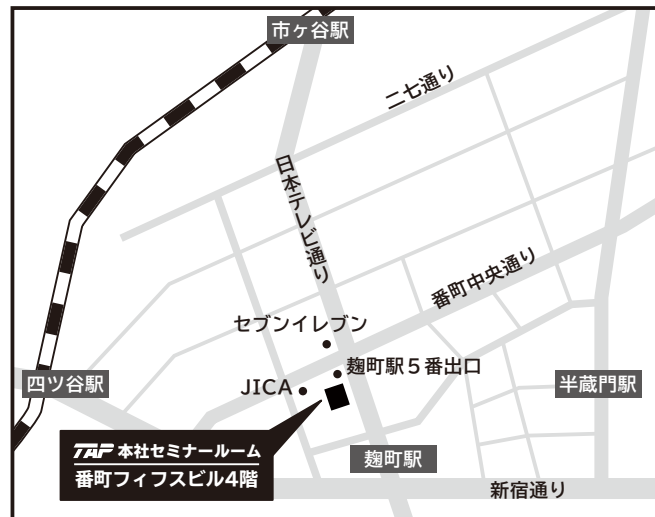 市ヶ谷駅
二七通り
日本テレビ通り
番町中央通り
セブンイレブン
麹町駅５番出口
四ツ谷駅
JICA
半蔵門駅
TAP 本社セミナールーム
番町フィフスビル4階
麹町駅
新宿通り